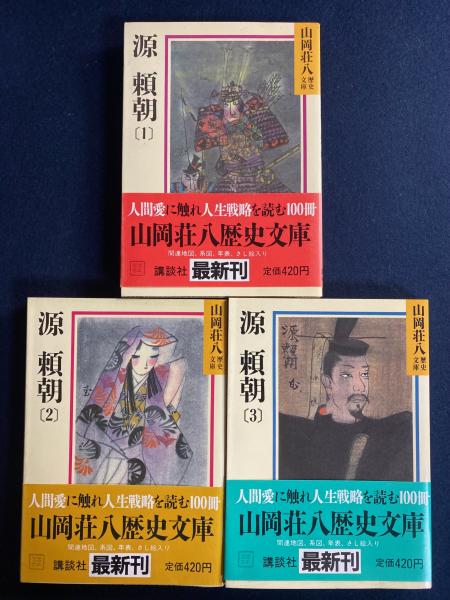 源 頼朝
〔1〕
山岡荘八
歴史
文庫
人間愛に触れ人生戦略を読む100冊
山岡荘八歴史文庫
関連地図、系図、年表、さし絵入り
講談社 最新刊 定価420円
源 頼朝
〔2〕
山岡荘八
歴史
文庫
人間愛に触れ人生戦略を読む100冊
山岡荘八歴史文庫
関連地図、系図、年表、さし絵入り
講談社 最新刊 定価420円
源 頼朝
〔3〕
山岡荘八
歴史
文庫
源頼朝
人間愛に触れ人生戦略を読む100冊
山岡荘八歴史文庫
関連地図、系図、年表、さし絵入り
講談社 最新刊 定価420円